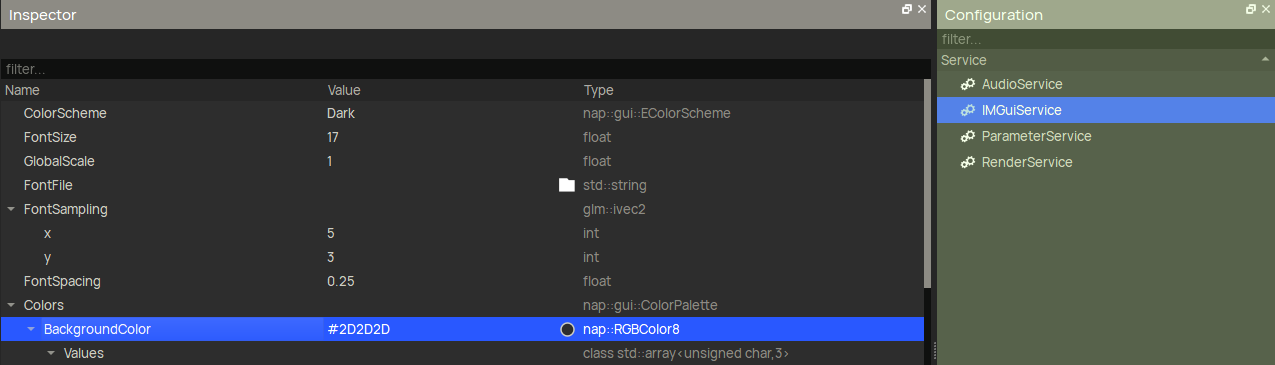 Inspector
filter...
Name Value Type
ColorScheme Dark nap::gui::EColorScheme
FontSize 17 float
GlobalScale 1 float
FontFile std::string
FontSampling glm::ivec2
x 5 int
y 3 int
FontSpacing 0.25 float
Colors nap::gui::ColorPalette
BackgroundColor #2D2D2D nap::RGBColor8
Values class std::array<unsigned char,3>
Configuration
filter...
Service
AudioService
IMGuiService
ParameterService
RenderService